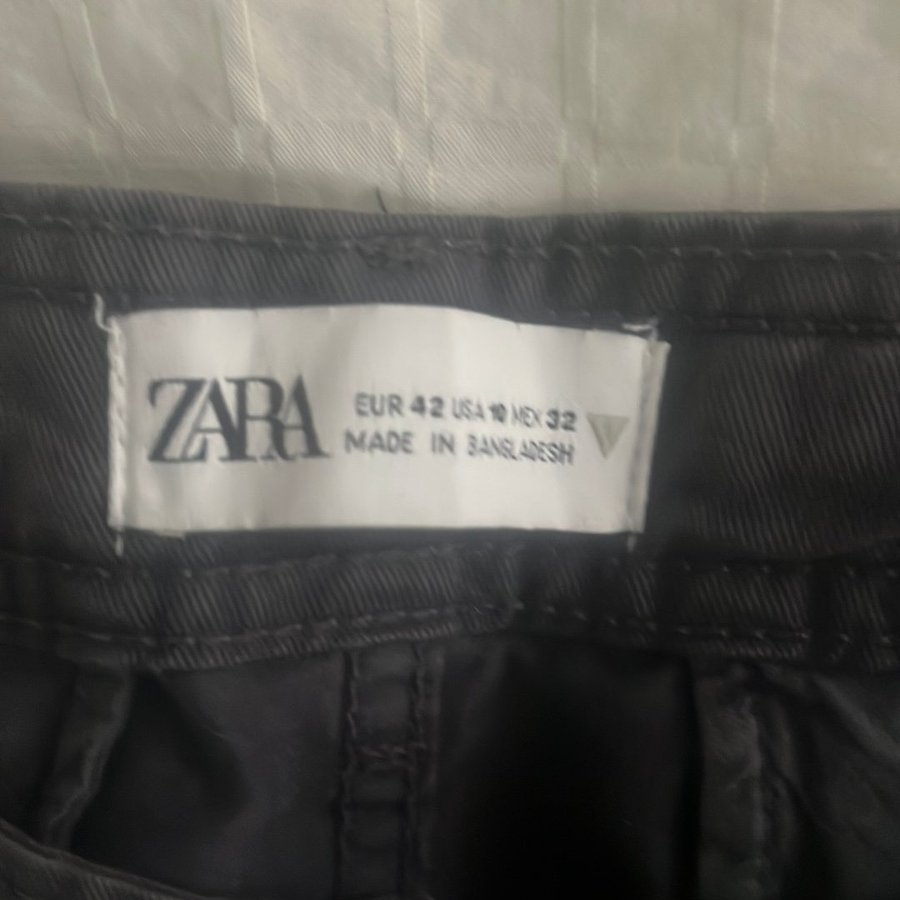 ZARA
EUR 42 USA 10 MEX 32
MADE IN BANGLADESH